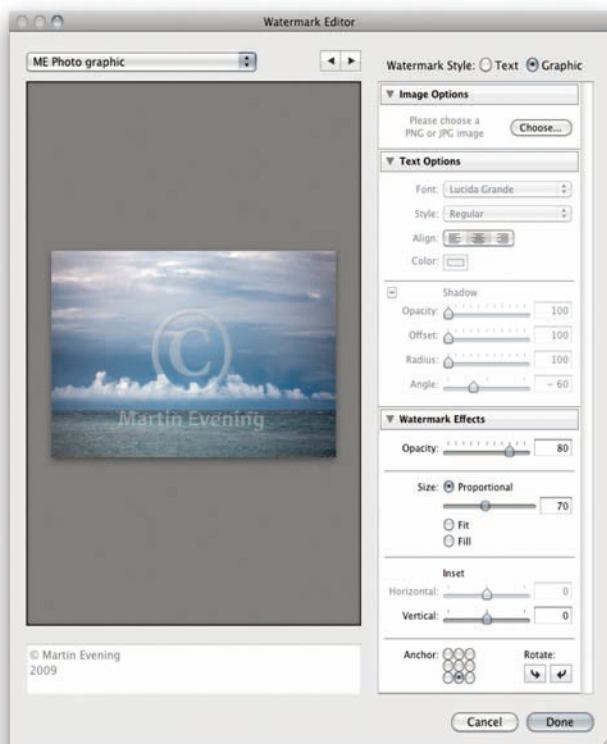 Watermark Editor
ME Photo graphic
Watermark Style: Text Graphic
Image Options
Please choose a
PNG or JPG image
Choose...
Text Options
Font: Lucida Grande
Style: Regular
Align:
Color:
Shadow
Opacity: 100
Offset: 100
Radius: 100
Angle: - 60
Watermark Effects
Opacity: 80
Size: Proportional
70
Fit
Fill
Inset
Horizontal: 0
Vertical: 0
Anchor: Rotate:
©
Martin Evening
© Martin Evening
2009
Cancel Done